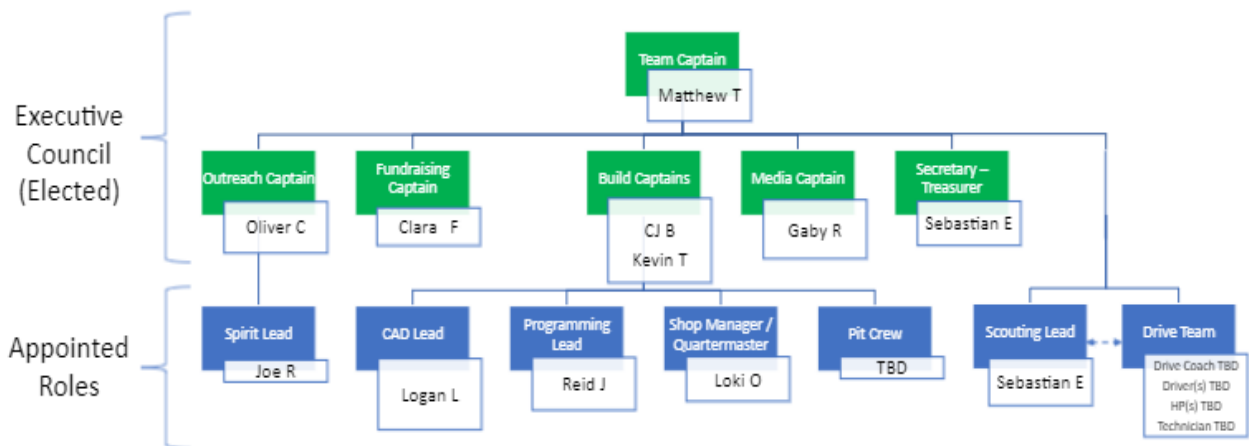 Executive
Council
(Elected)
Team Captain
Matthew T
Outreach Captain
Oliver C
Fundraising
Captain
Clara F
Build Captains
CJ B
Kevin T
Media Captain
Gaby R
Secretary –
Treasurer
Sebastian E
Appointed
Roles
Spirit Lead
Joe R
CAD Lead
Logan L
Programming
Lead
Reid J
Shop Manager /
Quartermaster
Loki O
Pit Crew
TBD
Scouting Lead
Sebastian E
Drive Team
Drive Coach TBD
Driver(s) TBD
HP(s) TBD
Technician TBD